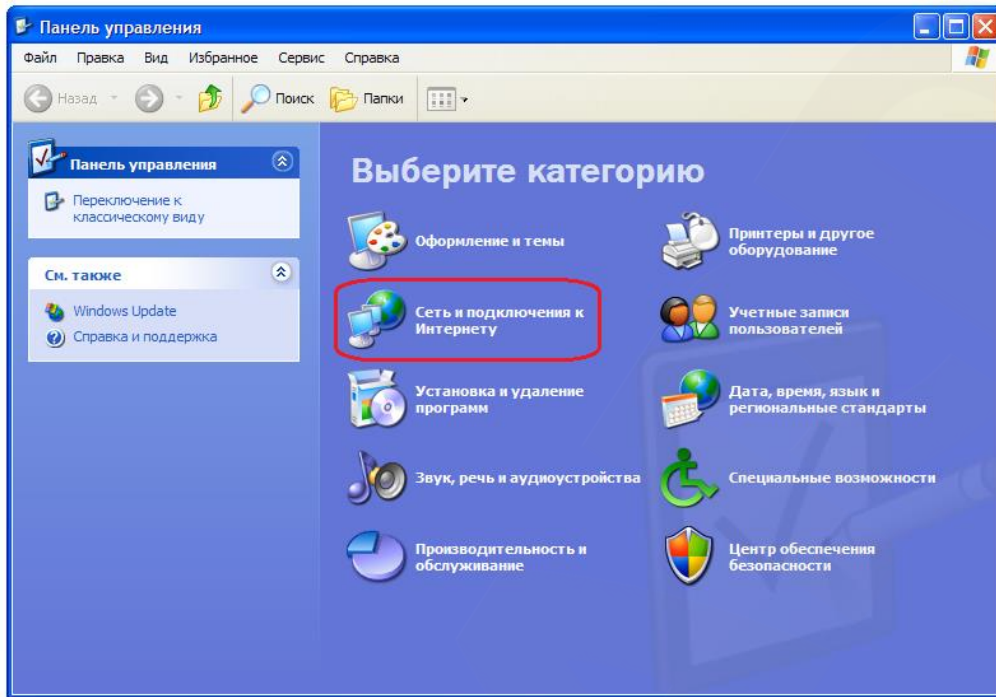 Панель управления
Файл Правка Вид Избранное Сервис Справка
Назад Поиск Папки
Панель управления
Переключение к
классическому виду
См. также
Windows Update
Справка и поддержка
Выберите категорию
Оформление и темы
Принтеры и другое
оборудование
Сеть и подключения к
Интернету
Учетные записи
пользователей
Установка и удаление
программ
Дата, время, язык и
региональные стандарты
Звук, речь и аудиоустройства
Специальные возможности
Производительность и
обслуживание
Центр обеспечения
безопасности